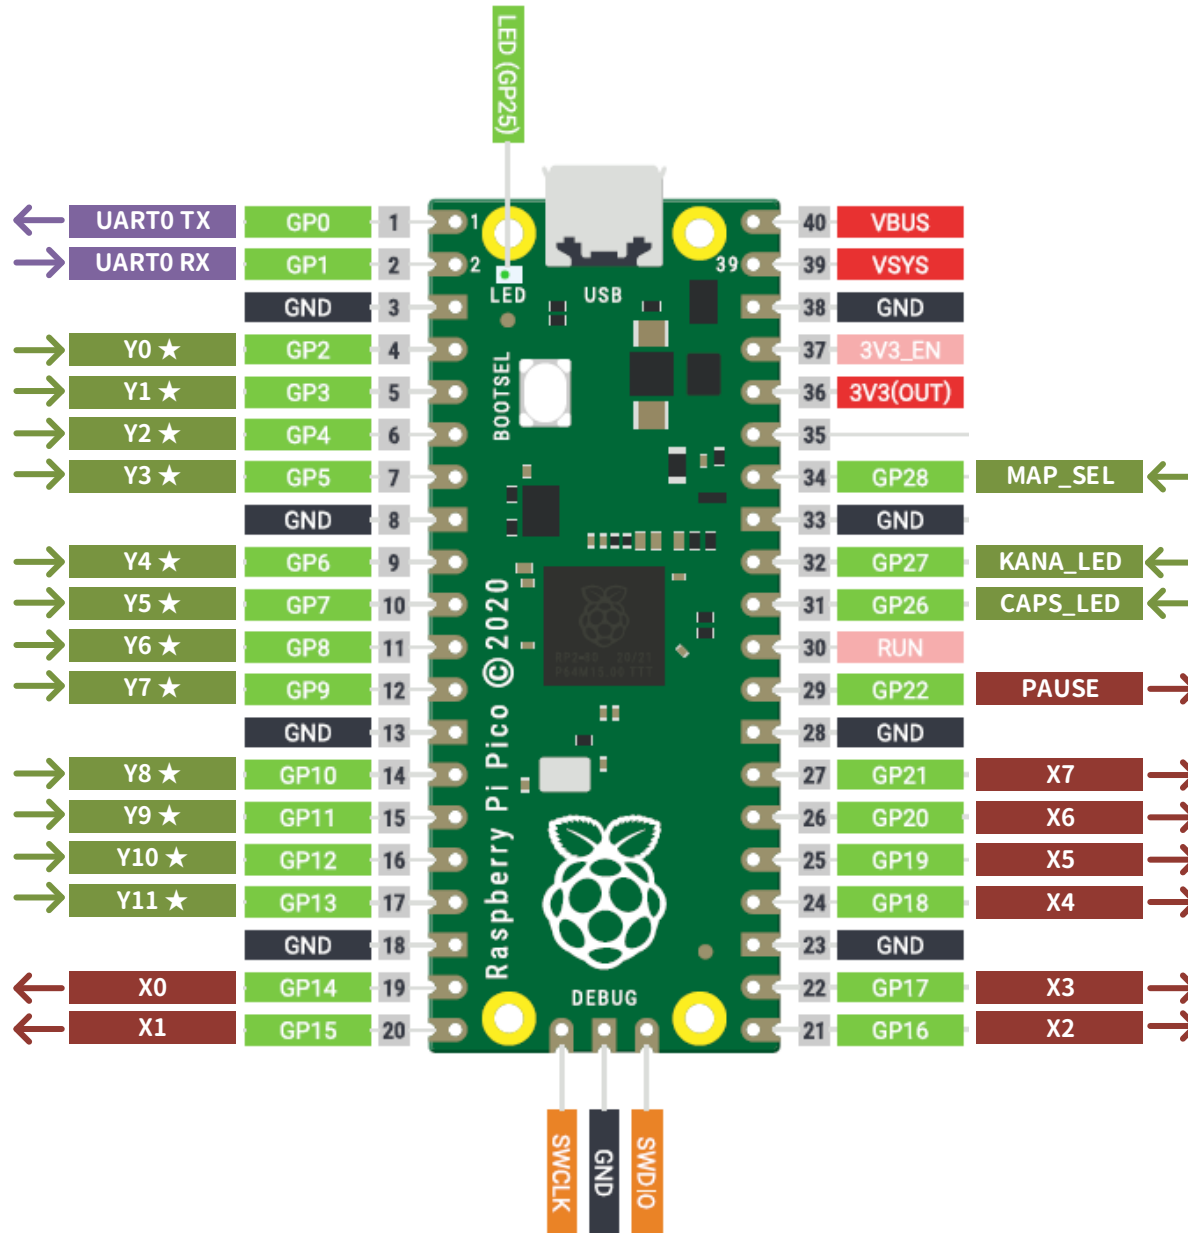 LED (GP25)
UART0 TX GP0 1 1 40 VBUS
UART0 RX GP1 2 2 39 39 VSYS
LED USB
GND 3 38 GND
Y0 ★ GP2 4 37 3V3_EN
Y1 ★ GP3 5 36 3V3(OUT)
BOOTSEL
Y2 ★ GP4 6 35
Y3 ★ GP5 7 34 GP28 MAP_SEL
GND 8 33 GND
Y4 ★ GP6 9 32 GP27 KANA_LED
Y5 ★ GP7 10 31 GP26 CAPS_LED
Y6 ★ GP8 11 30 RUN
Y7 ★ GP9 12 29 GP22 PAUSE
GND 13 28 GND
Y8 ★ GP10 14 27 GP21 X7
Y9 ★ GP11 15 26 GP20 X6
Y10 ★ GP12 16 25 GP19 X5
Y11 ★ GP13 17 24 GP18 X4
GND 18 23 GND
X0 GP14 19 22 GP17 X3
X1 GP15 20 21 GP16 X2
Raspberry Pi Pico ©2020
DEBUG
SWCLK
GND
SWDIO